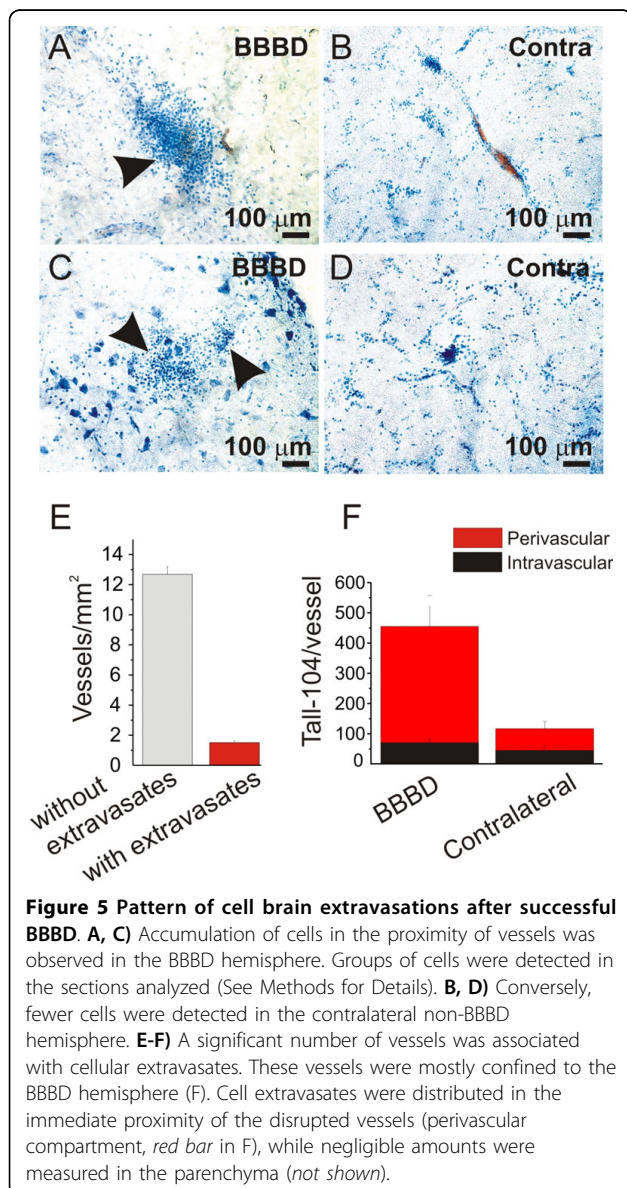 A BBBD
100 μm
B Contra
100 μm
C BBBD
100 μm
D Contra
100 μm
E
14
12
10
8
6
4
2
0
Vessels/mm²
without
extravasates
with extravasates
F
Perivascular
Intravascular
600
500
400
300
200
100
0
Tall-104/vessel
BBBD
Contralateral
Figure 5 Pattern of cell brain extravasations after successful
BBBD. A, C) Accumulation of cells in the proximity of vessels was
observed in the BBBD hemisphere. Groups of cells were detected in
the sections analyzed (See Methods for Details). B, D) Conversely,
fewer cells were detected in the contralateral non-BBBD
hemisphere. E-F) A significant number of vessels was associated
with cellular extravasates. These vessels were mostly confined to the
BBBD hemisphere (F). Cell extravasates were distributed in the
immediate proximity of the disrupted vessels (perivascular
compartment, red bar in F), while negligible amounts were
measured in the parenchyma (not shown).